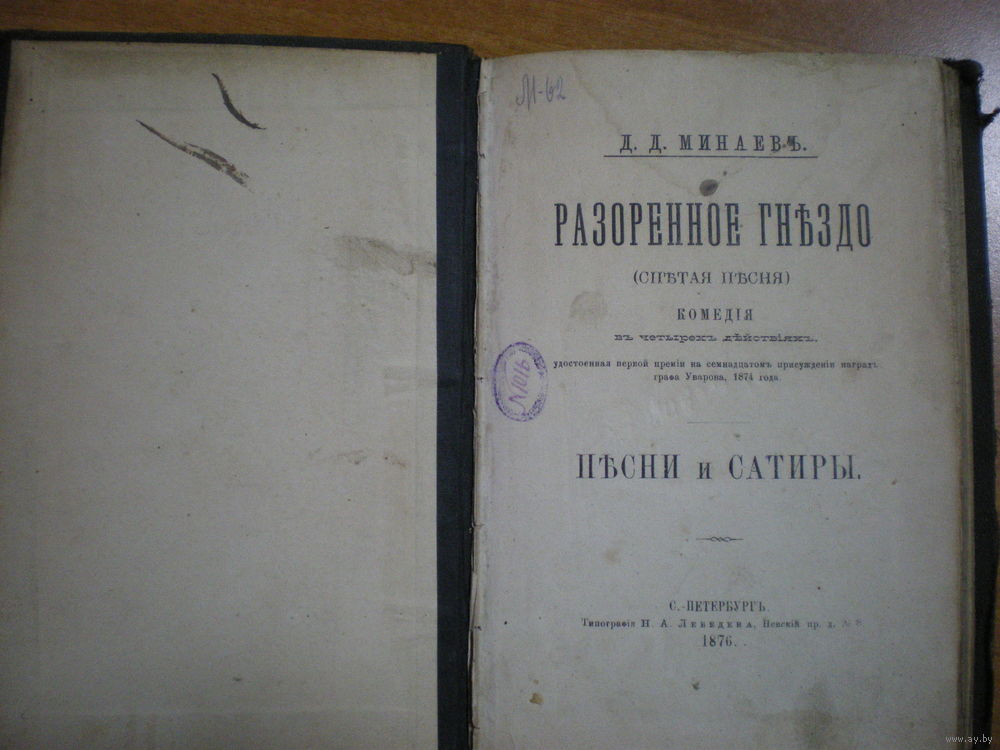 М-62
Д. Д. МИНАЕВЪ.
РАЗОРЕННОЕ ГНѢЗДО
(СПѢТАЯ ПѢСНЯ)
КОМЕДІЯ
въ четырехъ дѣйствіяхъ,
удостоенная первой преміи на семнадцатомъ присужденіи наградъ
графа Уварова, 1874 года.
№1016
ПѢСНИ и САТИРЫ.
С.-ПЕТЕРБУРГЪ.
Типографія Н. А. Лебедева, Невскій пр. д. № 8
1876.
www.ay.by